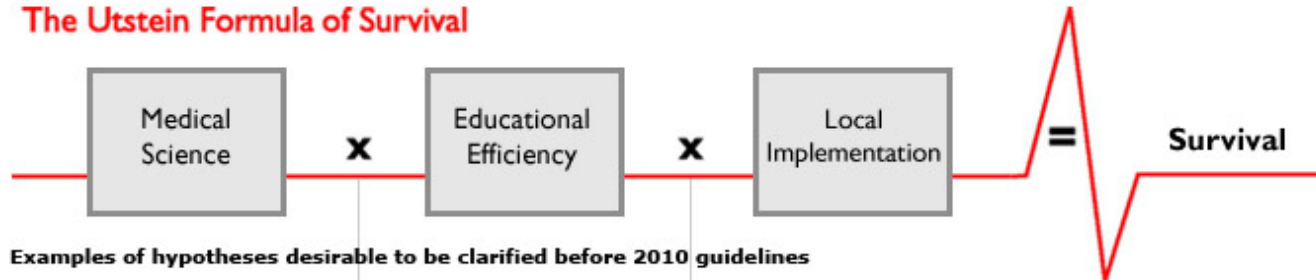 The Utstein Formula of Survival
Medical
Science
x
Educational
Efficiency
x
Local
Implementation
=
Survival
Examples of hypotheses desirable to be clarified before 2010 guidelines